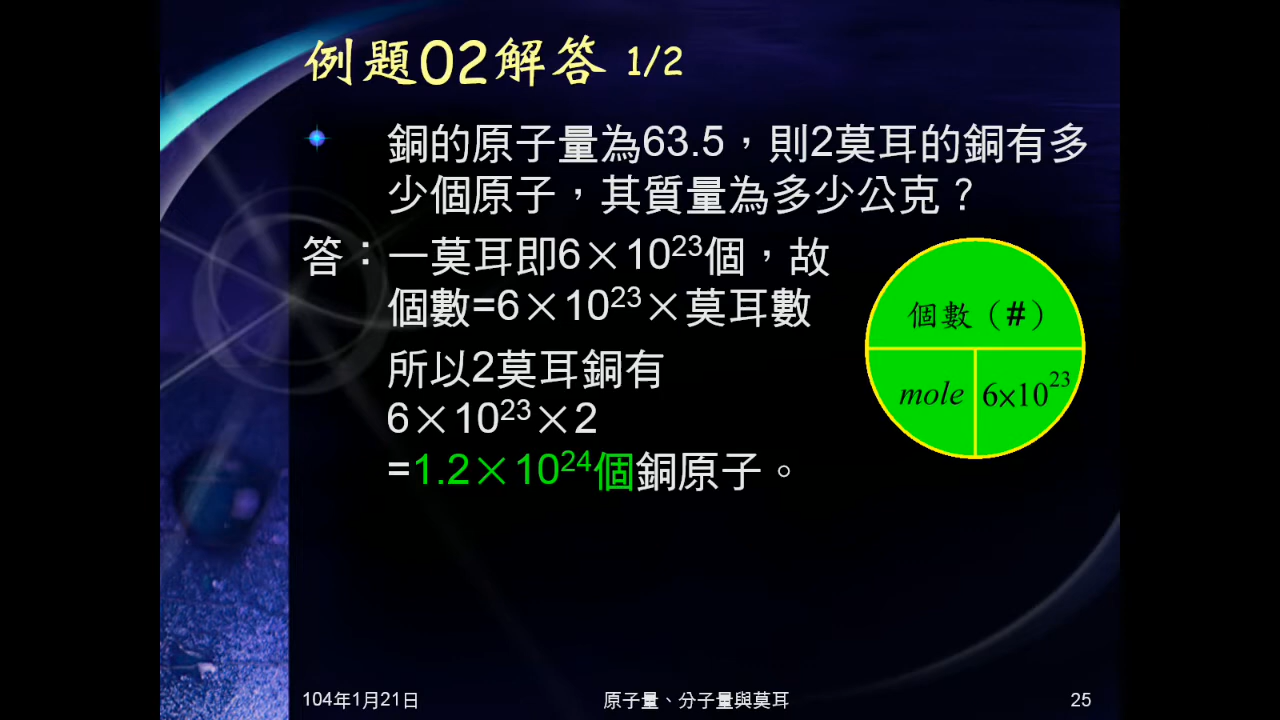 例題02解答 1/2
銅的原子量為63.5，則2莫耳的銅有多
少個原子，其質量為多少公克？
答：一莫耳即6×10²³個，故
個數=6×10²³×莫耳數
所以2莫耳銅有
6×10²³×2
=1.2×10²⁴個銅原子。
個數（#）
mole 6×10²³
104年1月21日 原子量、分子量與莫耳 25